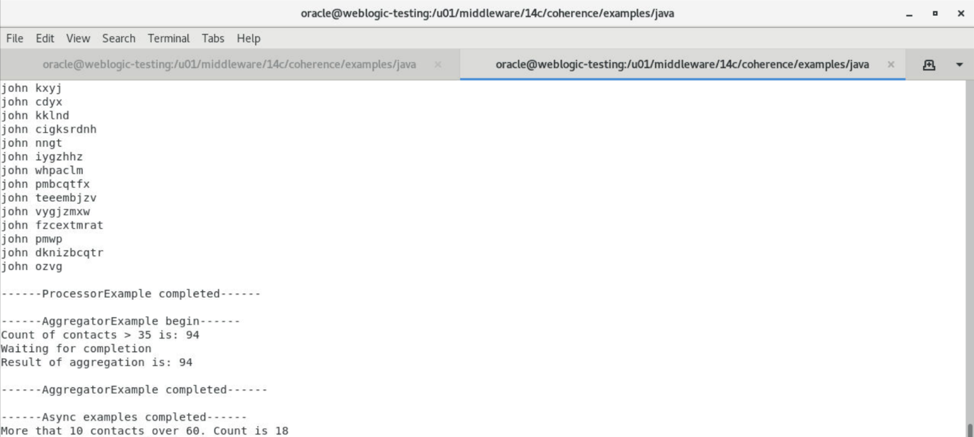 oracle@weblogic-testing:/u01/middleware/14c/coherence/examples/java
File Edit View Search Terminal Tabs Help
oracle@weblogic-testing:/u01/middleware/14c/coherence/examples/java
oracle@weblogic-testing:/u01/middleware/14c/coherence/examples/java
john kxyj
john cdyx
john kklnd
john cigksrdnh
john nngt
john iygzhhz
john whpaclm
john pmbcqtfx
john teeembjzv
john vygjzmxw
john fzcextmrat
john pmwp
john dknizbcqtr
john ozvg
------ProcessorExample completed------
------AggregatorExample begin------
Count of contacts > 35 is: 94
Waiting for completion
Result of aggregation is: 94
------AggregatorExample completed------
------Async examples completed------
More that 10 contacts over 60. Count is 18